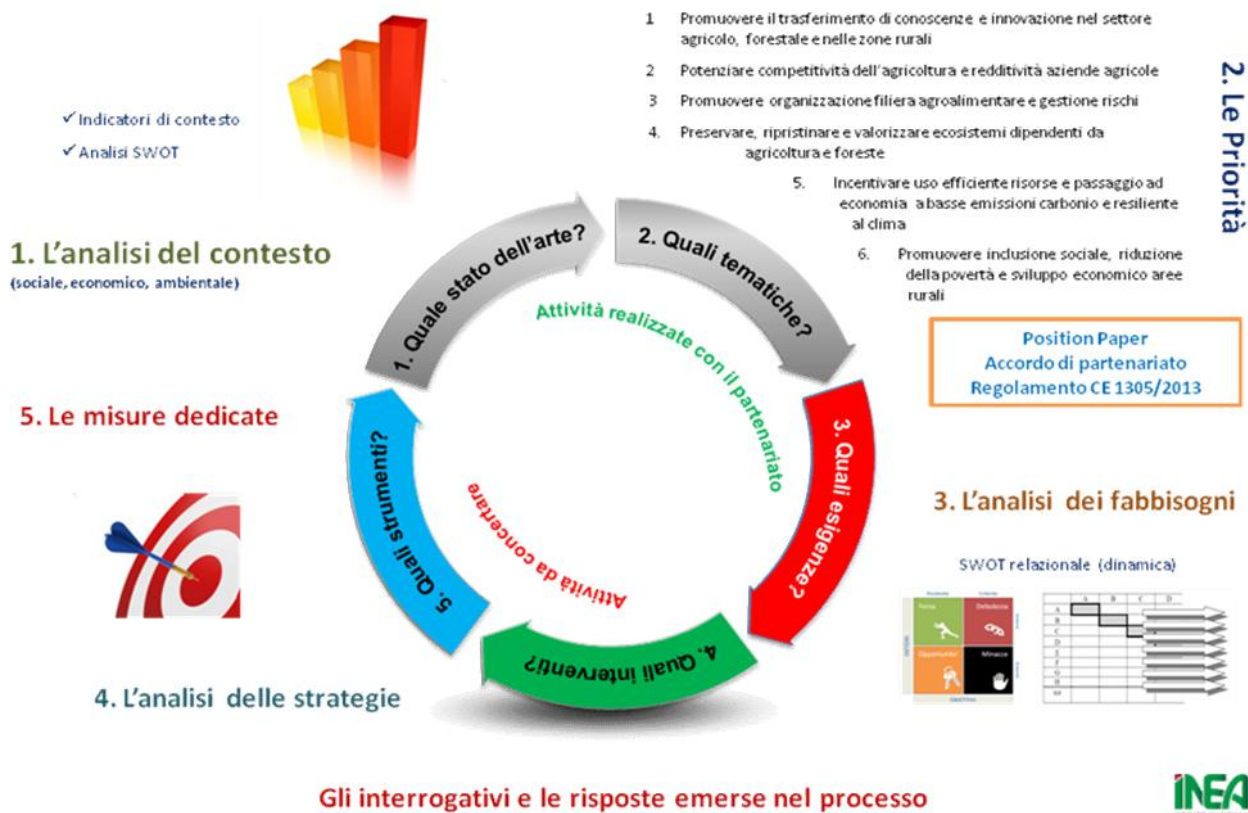 ✓ Indicatori di contesto
✓ Analisi SWOT
1. L'analisi del contesto
(sociale, economico, ambientale)
1 Promuovere il trasferimento di conoscenze e innovazione nel settore
agricolo, forestale e nelle zone rurali
2 Potenziare competitività dell'agricoltura e redditività aziende agricole
3 Promuovere organizzazione filiera agroalimentare e gestione rischi
4. Preservare, ripristinare e valorizzare ecosistemi dipendenti da
agricoltura e foreste
5. Incentivare uso efficiente risorse e passaggio ad
economia a basse emissioni carbonio e resiliente
al clima
6. Promuovere inclusione sociale, riduzione
della povertà e sviluppo economico aree
rurali
2. Le Priorità
Position Paper
Accordo di partenariato
Regolamento CE 1305/2013
1. Quale stato dell'arte?
2. Quali tematiche?
3. Quali esigenze?
4. Quali interventi?
5. Quali strumenti?
Attività realizzate con il partenariato
Attività da concertare
5. Le misure dedicate
4. L'analisi delle strategie
3. L'analisi dei fabbisogni
SWOT relazionale (dinamica)
Forza
Debolezza
Opportunita'
Minacce
A B C D
A
B
C
D
E
F
G
H
Gli interrogativi e le risposte emerse nel processo
INEA